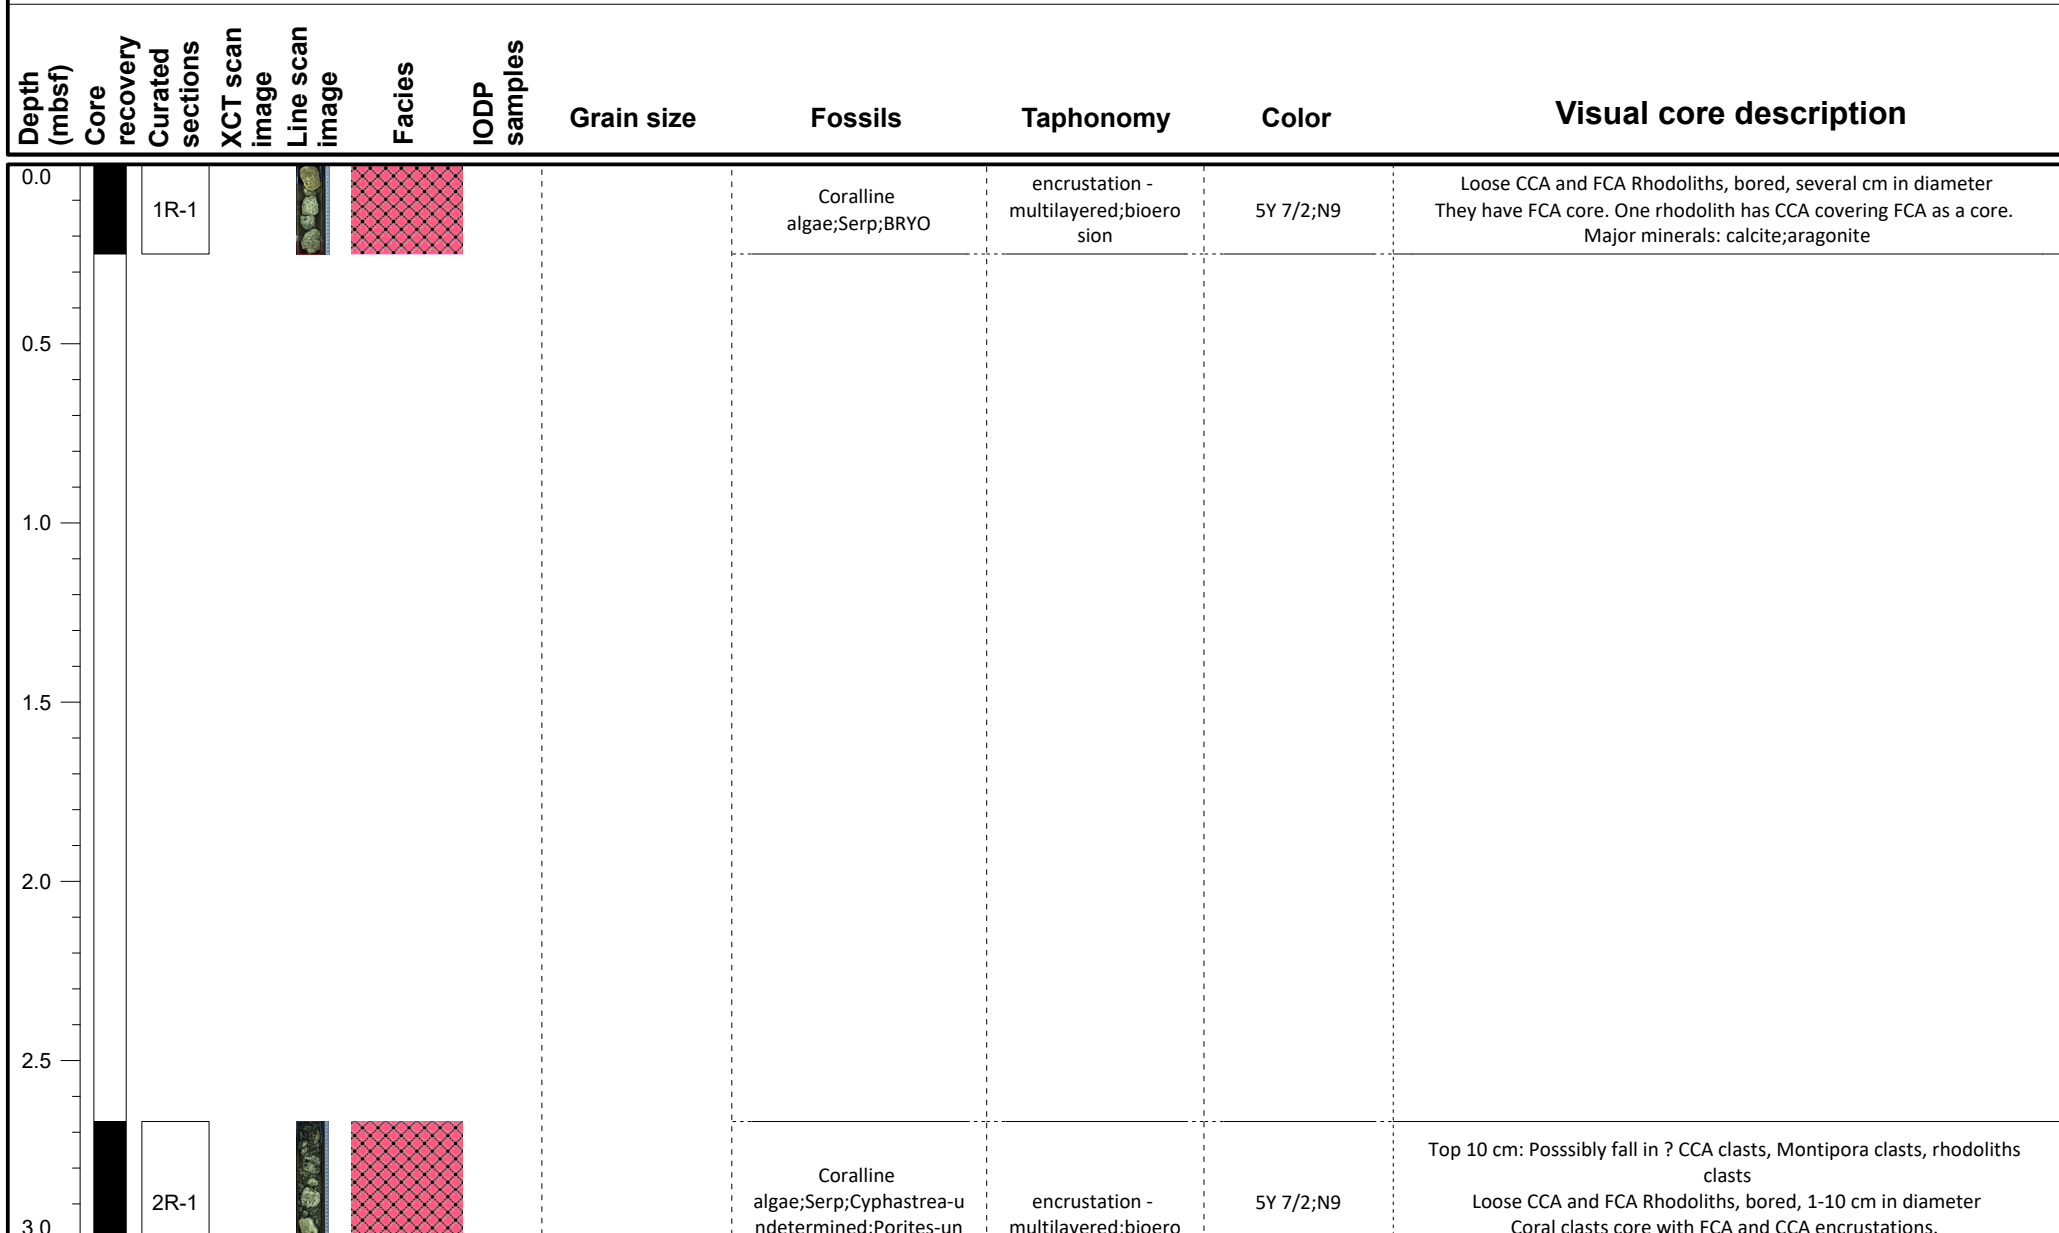 Depth
(mbsf)
Core
recovery
Curated
sections
XCT scan
image
Line scan
image
Facies
IODP
samples
Grain size
Fossils
Taphonomy
Color
Visual core description
0.0
1R-1
Coralline
algae;Serp;BRYO
encrustation -
multilayered;bioero
sion
5Y 7/2;N9
Loose CCA and FCA Rhodoliths, bored, several cm in diameter
They have FCA core. One rhodolith has CCA covering FCA as a core.
Major minerals: calcite;aragonite
0.5
1.0
1.5
2.0
2.5
3.0
2R-1
Coralline
algae;Serp;Cyphastrea-u
ndetermined;Porites-un
encrustation -
multilayered;bioero
5Y 7/2;N9
Top 10 cm: Posssibly fall in ? CCA clasts, Montipora clasts, rhodoliths
clasts
Loose CCA and FCA Rhodoliths, bored, 1-10 cm in diameter
Coral clasts core with FCA and CCA encrustations.